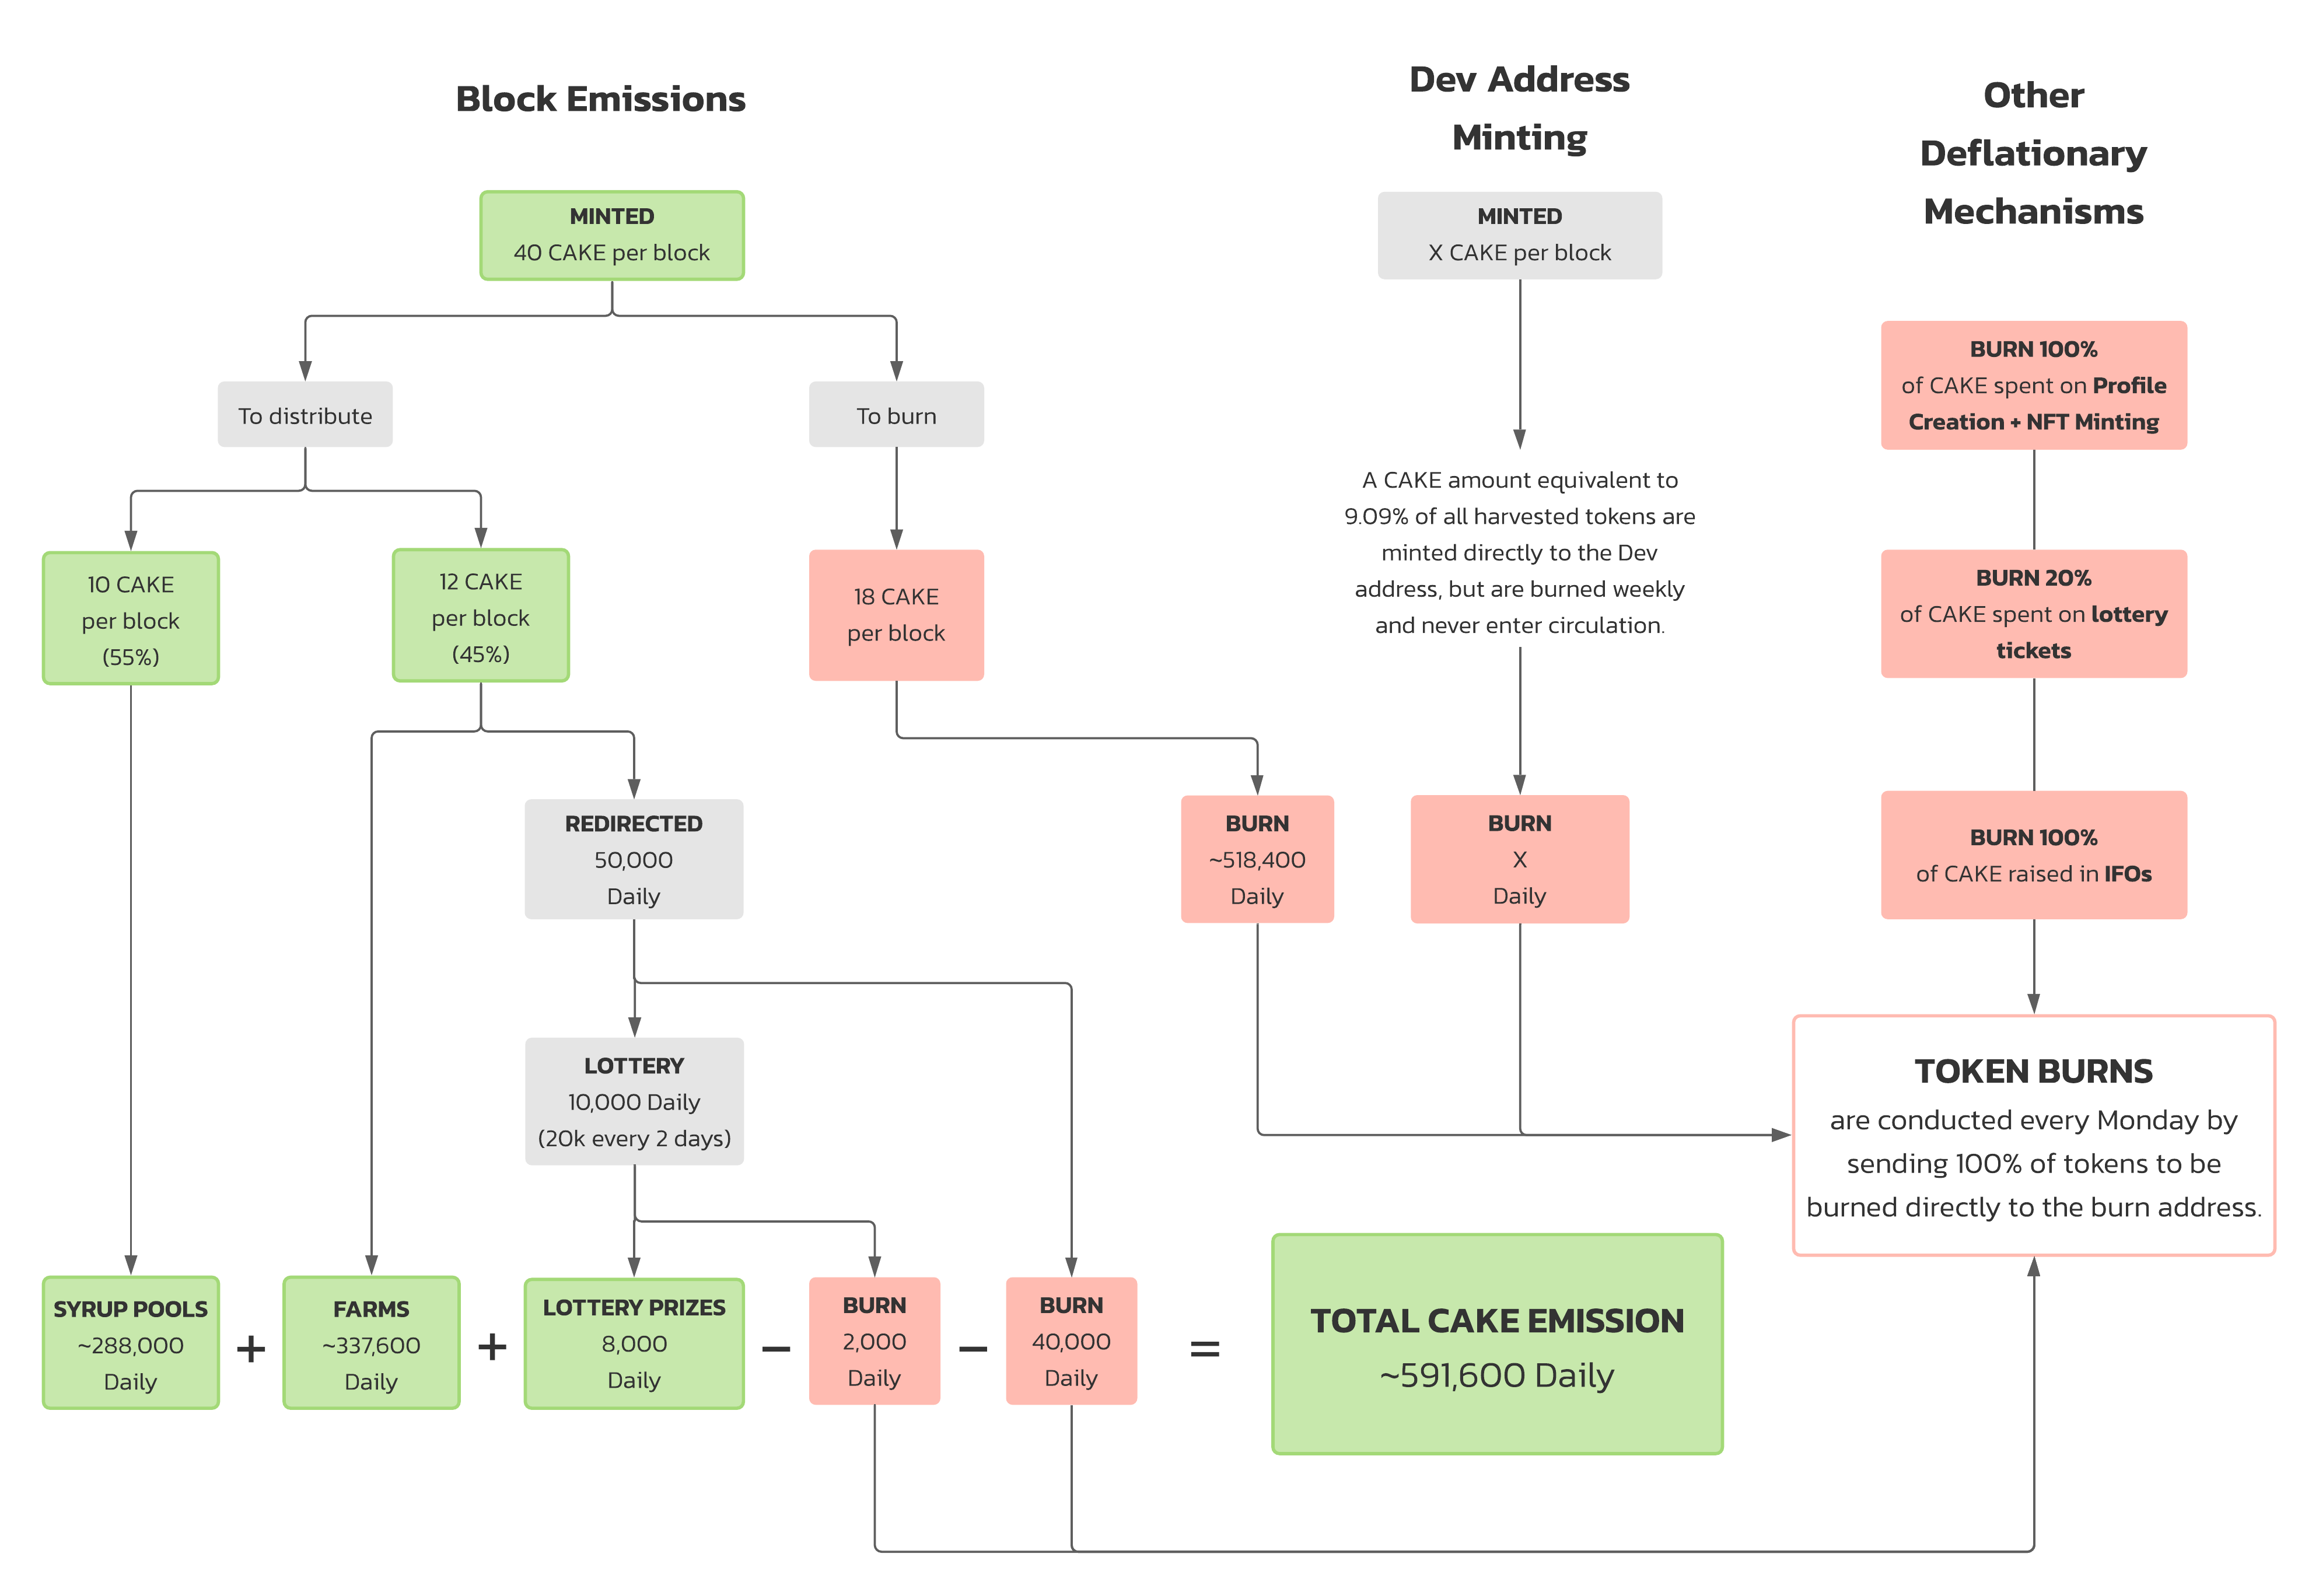 Block Emissions
MINTED
40 CAKE per block
To distribute
To burn
10 CAKE
per block
(55%)
12 CAKE
per block
(45%)
18 CAKE
per block
REDIRECTED
50,000
Daily
LOTTERY
10,000 Daily
(20k every 2 days)
SYRUP POOLS
~288,000
Daily
+
FARMS
~337,600
Daily
+
LOTTERY PRIZES
8,000
Daily
−
BURN
2,000
Daily
−
BURN
40,000
Daily
=
TOTAL CAKE EMISSION
~591,600 Daily
BURN
~518,400
Daily
Dev Address
Minting
MINTED
X CAKE per block
A CAKE amount equivalent to
9.09% of all harvested tokens are
minted directly to the Dev
address, but are burned weekly
and never enter circulation.
BURN
X
Daily
Other
Deflationary
Mechanisms
BURN 100%
of CAKE spent on Profile
Creation + NFT Minting
BURN 20%
of CAKE spent on lottery
tickets
BURN 100%
of CAKE raised in IFOs
TOKEN BURNS
are conducted every Monday by
sending 100% of tokens to be
burned directly to the burn address.